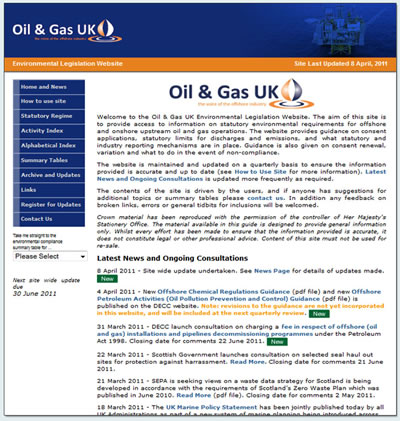 Oil & Gas UK
the voice of the offshore industry
Environmental Legislation Website
Site Last Updated 8 April, 2011
Home and News
How to use site
Statutory Regime
Activity Index
Alphabetical Index
Summary Tables
Archive and Updates
Links
Register for Updates
Contact Us
Take me straight to the
environmental compliance
summary table for ...
Please Select
Next site wide update
due
30 June 2011
Oil & Gas UK
the voice of the offshore industry
Welcome to the Oil & Gas UK Environmental Legislation Website. The aim of this site is
to provide access to information on statutory environmental requirements for offshore
and onshore upstream oil and gas operations. The website provides guidance on consent
applications, statutory limits for discharges and emissions, and what statutory and
industry reporting mechanisms are in place. Guidance is also given on consent renewal,
variation and what to do in the event of non-compliance.
The website is maintained and updated on a quarterly basis to ensure the information
provided is accurate and up to date (see How to Use Site for more information). Latest
News and Ongoing Consultations is updated more frequently as required.
The contents of the site is driven by the users, and if anyone has suggestions for
additional topics or summary tables please contact us. In addition any feedback on
broken links, errors or general tidbits for inclusions will be welcomed.
Crown material has been reproduced with the permission of the controller of Her Majesty's
Stationery Office. The material available in this guide is designed to provide general information
only. Whilst every effort has been made to ensure that the information provided is accurate, it
does not constitute legal or other professional advice. Content of this site must not be used for
re-sale.
Latest News and Ongoing Consultations
8 April 2011 - Site wide update undertaken. See News Page for details of updates made.
New
4 April 2011 - New Offshore Chemical Regulations Guidance (pdf file) and new Offshore
Petroleum Activities (Oil Pollution Prevention and Control) Guidance (pdf file) is
published on the DECC website. Note: revisions to the guidance are not yet incorporated
in this website, and will be included at the next quarterly review. New
31 March 2011 - DECC launch consultation on charging a fee in respect of offshore (oil
and gas) installations and pipelines decommissioning programmes under the Petroleum
Act 1998. Closing date for comments 22 June 2011. New
22 March 2011 - Scottish Government launches consultation on selected seal haul out
sites for protection against harassment. Read More. Closing date for comments 21 June
2011.
21 March 2011 - SEPA is seeking views on a waste data strategy for Scotland is being
developed in accordance with the requirements of Scotland's Zero Waste Plan which was
published in June 2010. Read More (pdf file). Closing date for comments 2 May 2011.
18 March 2011 - The UK Marine Policy Statement has been jointly published today by all
UK Administrations as part of a new system of marine planning being introduced across